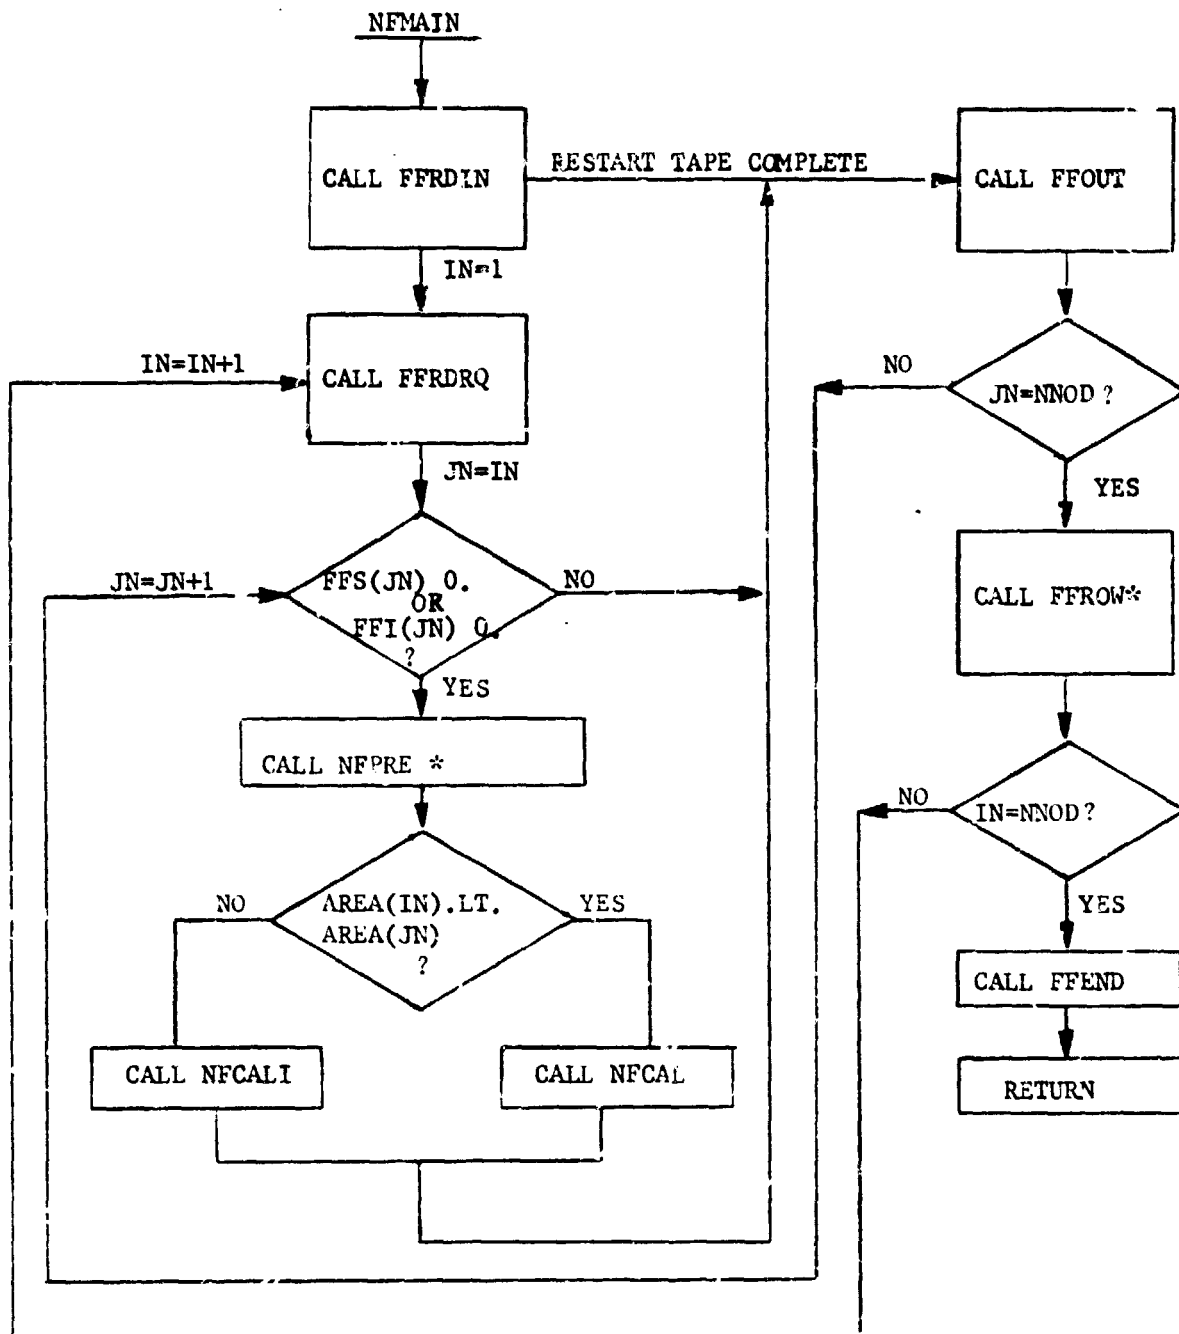 NFMAIN
CALL FFRDIN
RESTART TAPE COMPLETE
CALL FFOUT
IN=1
IN=IN+1
CALL FFRDRQ
NO
JN=NNOD?
JN=IN
YES
JN=JN+1
FFS(JN) 0.
OR
FFI(JN) 0.
?
NO
CALL FFROW*
YES
CALL NFPRE *
NO
IN=NNOD?
NO
AREA(IN).LT.
AREA(JN)
?
YES
YES
CALL FFEND
CALL NFCALI
CALL NFCAL
RETURN